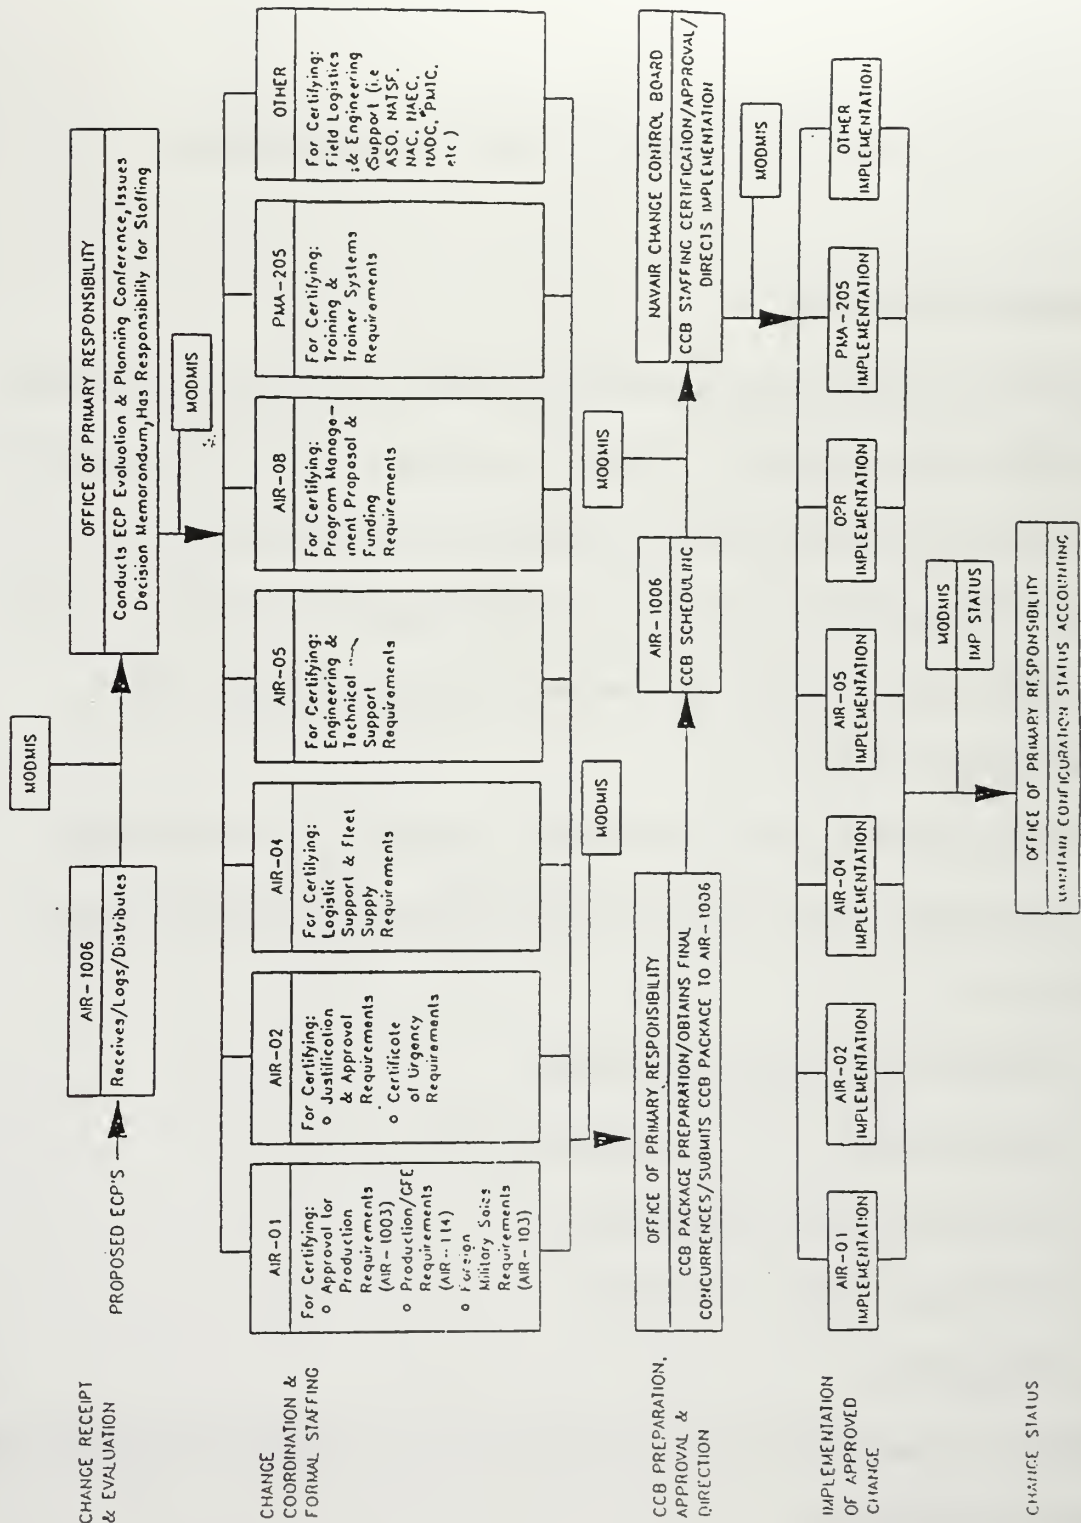 CHANGE RECEIPT
& EVALUATION
PROPOSED ECP'S
AIR-1006
Receives/Logs/Distributes
MODMIS
OFFICE OF PRIMARY RESPONSIBILITY
Conducts ECP Evaluation & Planning Conference, Issues
Decision Memorandum, Has Responsibility for Staffing
MODMIS
CHANGE
COORDINATION &
FORMAL STAFFING
AIR-01
For Certifying:
o Approval for
Production
Requirements
(AIR-1003)
o Production/GFE
Requirements
(AIR-114)
o Foreign
Military Sales
Requirements
(AIR-103)
AIR-02
For Certifying:
o Justification
& Approval
Requirements
o Certificate
of Urgency
Requirements
AIR-04
For Certifying:
Logistic
Support & Fleet
Supply
Requirements
AIR-05
For Certifying:
Engineering &
Technical
Support
Requirements
AIR-08
For Certifying:
Program Manage-
ment Proposal &
Funding
Requirements
PMA-205
For Certifying:
Training &
Trainer Systems
Requirements
OTHER
For Certifying:
Field Logistics
& Engineering
(Support (i.e
ASO, NATSF,
NAC, NAEC,
NADC, PMTC,
etc)
MODMIS
CCB PREPARATION,
APPROVAL &
DIRECTION
OFFICE OF PRIMARY RESPONSIBILITY
CCB PACKAGE PREPARATION/OBTAINS FINAL
CONCURRENCES/SUBMITS CCB PACKAGE TO AIR-1006
AIR-1006
CCB SCHEDULING
MODMIS
NAVAIR CHANGE CONTROL BOARD
CCB STAFFING CERTIFICATION/APPROVAL/
DIRECTS IMPLEMENTATION
MODMIS
IMPLEMENTATION
OF APPROVED
CHANGE
AIR-01
IMPLEMENTATION
AIR-02
IMPLEMENTATION
AIR-04
IMPLEMENTATION
AIR-05
IMPLEMENTATION
OPR
IMPLEMENTATION
PMA-205
IMPLEMENTATION
OTHER
IMPLEMENTATION
MODMIS
IMP STATUS
CHANGE STATUS
OFFICE OF PRIMARY RESPONSIBILITY
MAINTAIN CONFIGURATION STATUS ACCOUNTING